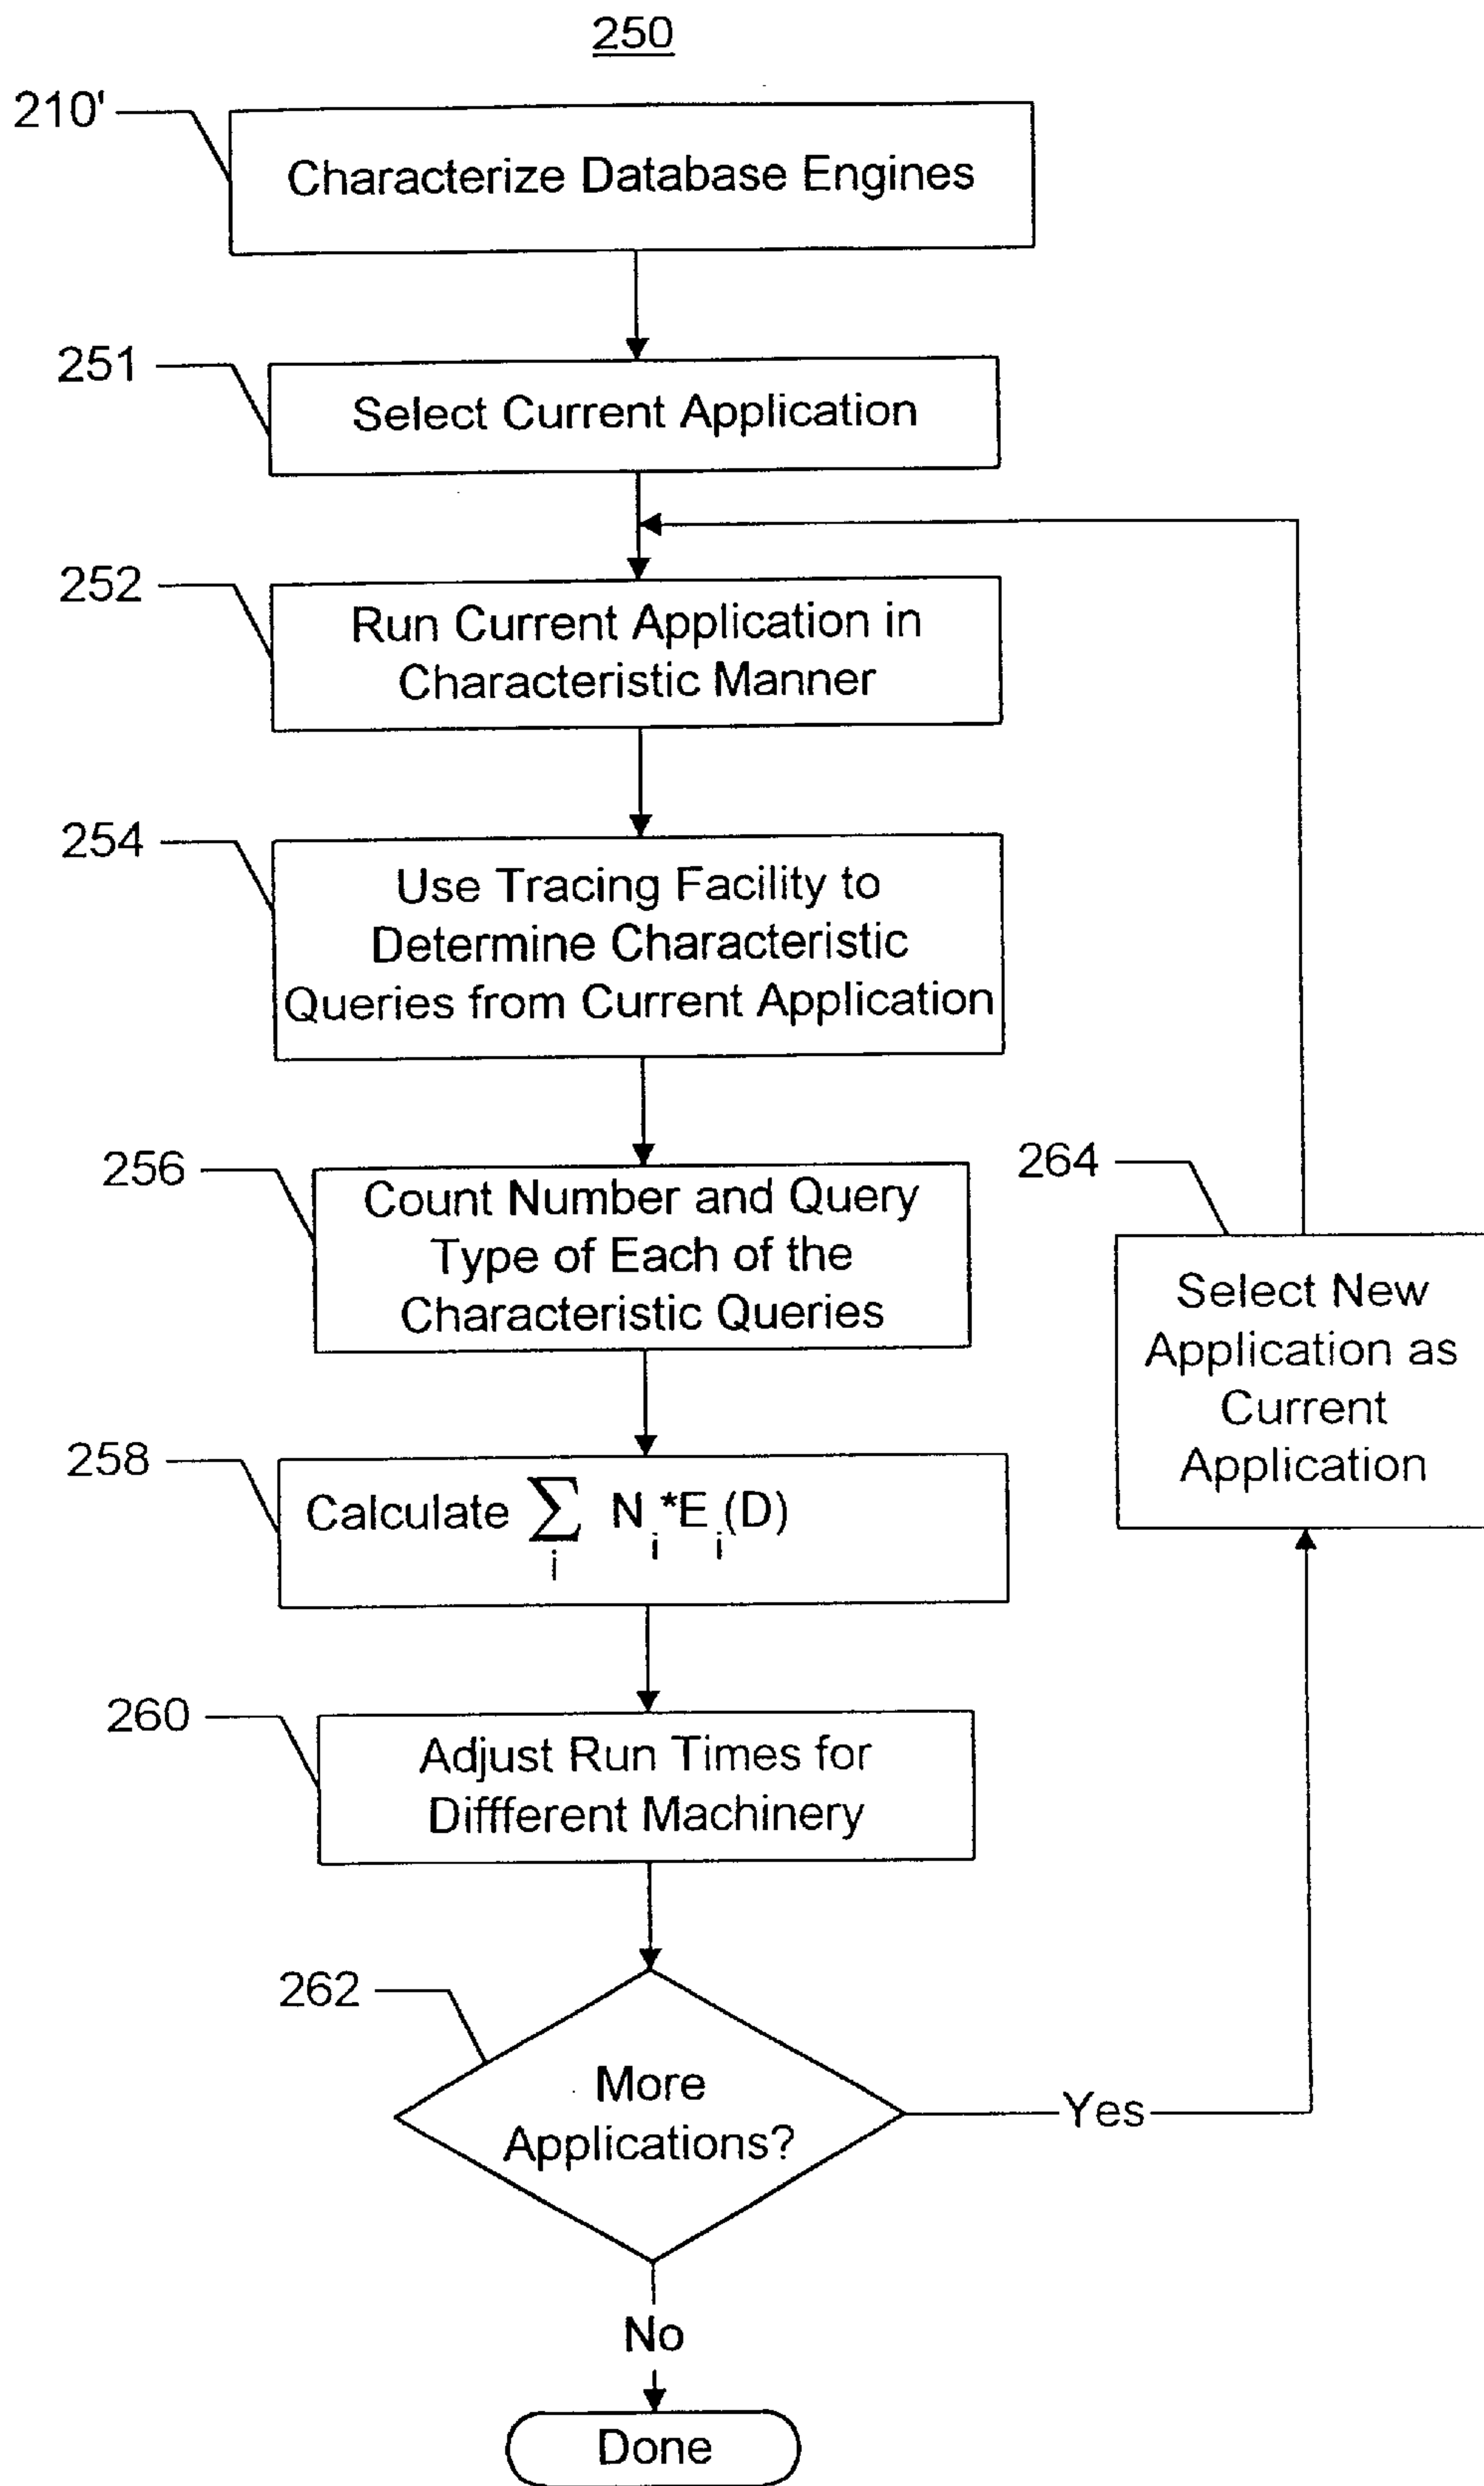 250
210'
Characterize Database Engines
251
Select Current Application
252
Run Current Application in
Characteristic Manner
254
Use Tracing Facility to
Determine Characteristic
Queries from Current Application
256
Count Number and Query
Type of Each of the
Characteristic Queries
264
Select New
Application as
Current
Application
258
Calculate ∑ N *E (D)
i i i
260
Adjust Run Times for
Diffferent Machinery
262
More
Applications?
Yes
No
Done